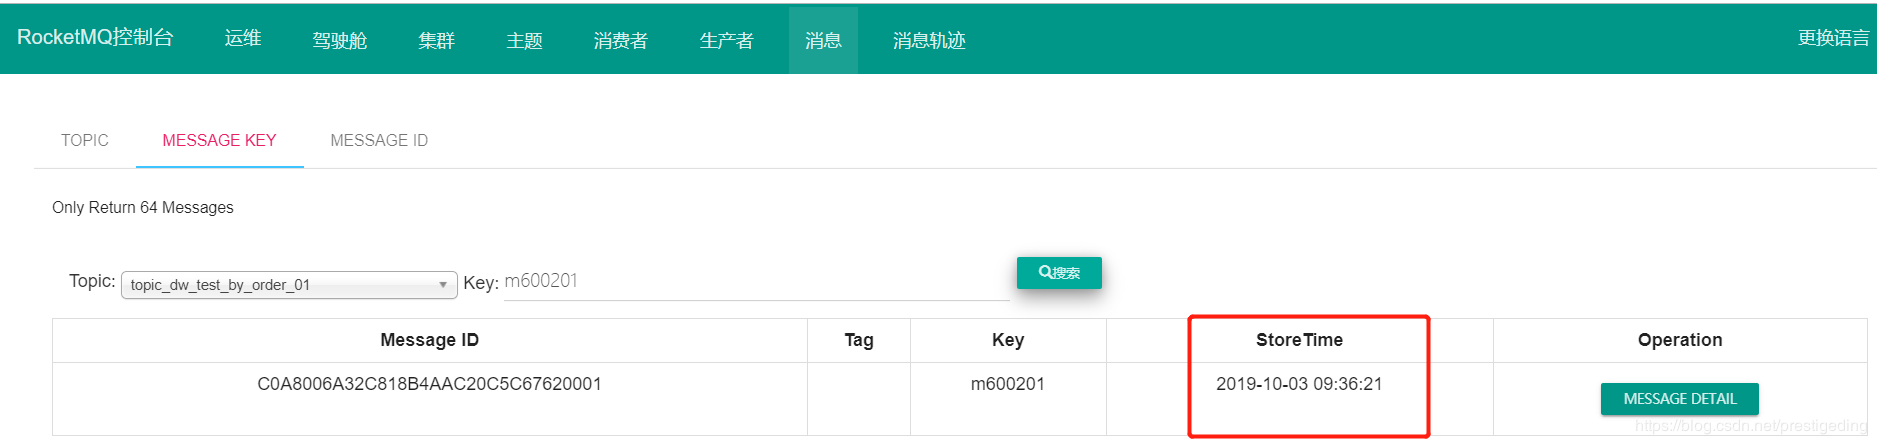 RocketMQ控制台 运维 驾驶舱 集群 主题 消费者 生产者 消息 消息轨迹 更换语言
TOPIC MESSAGE KEY MESSAGE ID
Only Return 64 Messages
Topic: topic_dw_test_by_order_01 Key: m600201 搜索
Message ID Tag Key StoreTime Operation
C0A8006A32C818B4AAC20C5C67620001 m600201 2019-10-03 09:36:21 MESSAGE DETAIL
https://blog.csdn.net/prestigeding